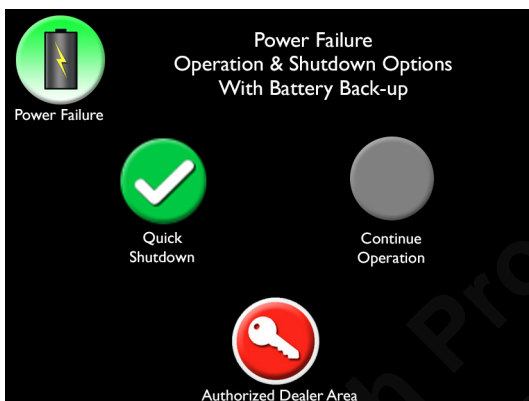 Power Failure
Operation & Shutdown Options
With Battery Back-up
Power Failure
Quick
Shutdown
Continue
Operation
Authorized Dealer Area